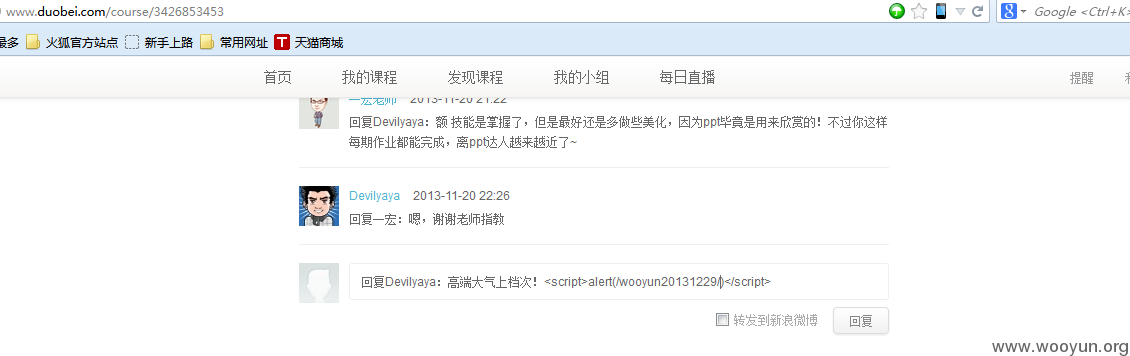 www.duobei.com/course/3426853453
Google <Ctrl+K>
最多 火狐官方站点 新手上路 常用网址 T 天猫商城
首页 我的课程 发现课程 我的小组 每日直播 提醒
一宏老师 2013-11-20 21:22
回复Devilyaya：额 技能是掌握了，但是最好还是多做些美化，因为ppt毕竟是用来欣赏的！不过你这样
每期作业都能完成，离ppt达人越来越近了~
Devilyaya 2013-11-20 22:26
回复一宏：嗯，谢谢老师指教
回复Devilyaya：高端大气上档次！<script>alert(/wooyun20131229/)</script>
转发到新浪微博 回复
www.wooyun.org